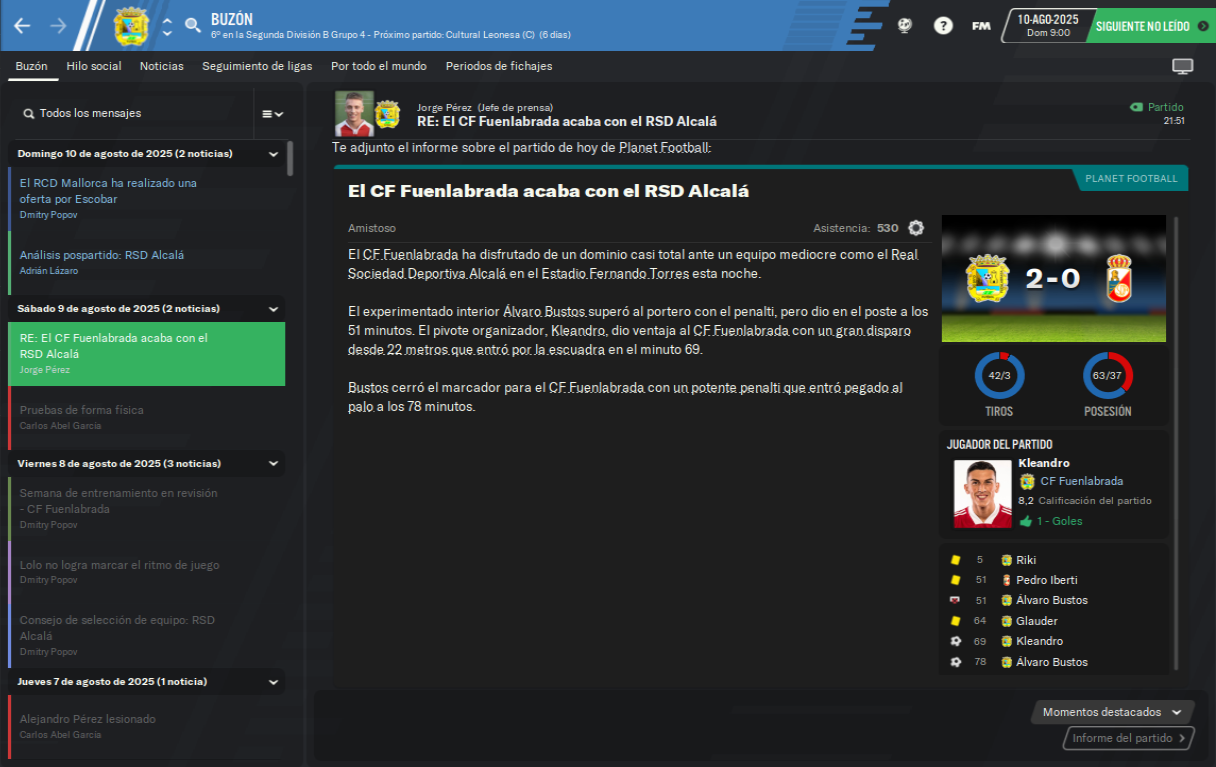 BUZÓN
6º en la Segunda División B Grupo 4 - Próximo partido: Cultural Leonesa (C) (6 días)
?
FM
10-AGO-2025
Dom 9:00
SIGUIENTE NO LEÍDO
Buzón Hilo social Noticias Seguimiento de ligas Por todo el mundo Periodos de fichajes
Todos los mensajes
Domingo 10 de agosto de 2025 (2 noticias)
El RCD Mallorca ha realizado una
oferta por Escobar
Dmitry Popov
Análisis pospartido: RSD Alcalá
Adrián Lázaro
Sábado 9 de agosto de 2025 (2 noticias)
RE: El CF Fuenlabrada acaba con el
RSD Alcalá
Jorge Pérez
Pruebas de forma física
Carlos Abel García
Viernes 8 de agosto de 2025 (3 noticias)
Semana de entrenamiento en revisión
- CF Fuenlabrada
Dmitry Popov
Lolo no logra marcar el ritmo de juego
Dmitry Popov
Consejo de selección de equipo: RSD
Alcalá
Dmitry Popov
Jueves 7 de agosto de 2025 (1 noticia)
Alejandro Pérez lesionado
Carlos Abel García
Jorge Pérez (Jefe de prensa)
RE: El CF Fuenlabrada acaba con el RSD Alcalá
Partido
21:51
Te adjunto el informe sobre el partido de hoy de Planet Football:
El CF Fuenlabrada acaba con el RSD Alcalá
PLANET FOOTBALL
Amistoso
Asistencia: 530
El CF Fuenlabrada ha disfrutado de un dominio casi total ante un equipo mediocre como el Real
Sociedad Deportiva Alcalá en el Estadio Fernando Torres esta noche.
El experimentado interior Álvaro Bustos superó al portero con el penalti, pero dio en el poste a los
51 minutos. El pivote organizador, Kleandro, dio ventaja al CF Fuenlabrada con un gran disparo
desde 22 metros que entró por la escuadra en el minuto 69.
Bustos cerró el marcador para el CF Fuenlabrada con un potente penalti que entró pegado al
palo a los 78 minutos.
2-0
42/3
TIROS
63/37
POSESIÓN
JUGADOR DEL PARTIDO
Kleandro
CF Fuenlabrada
8,2 Calificación del partido
1 - Goles
5 Riki
51 Pedro Iberti
51 Álvaro Bustos
64 Glauder
69 Kleandro
78 Álvaro Bustos
Momentos destacados
Informe del partido